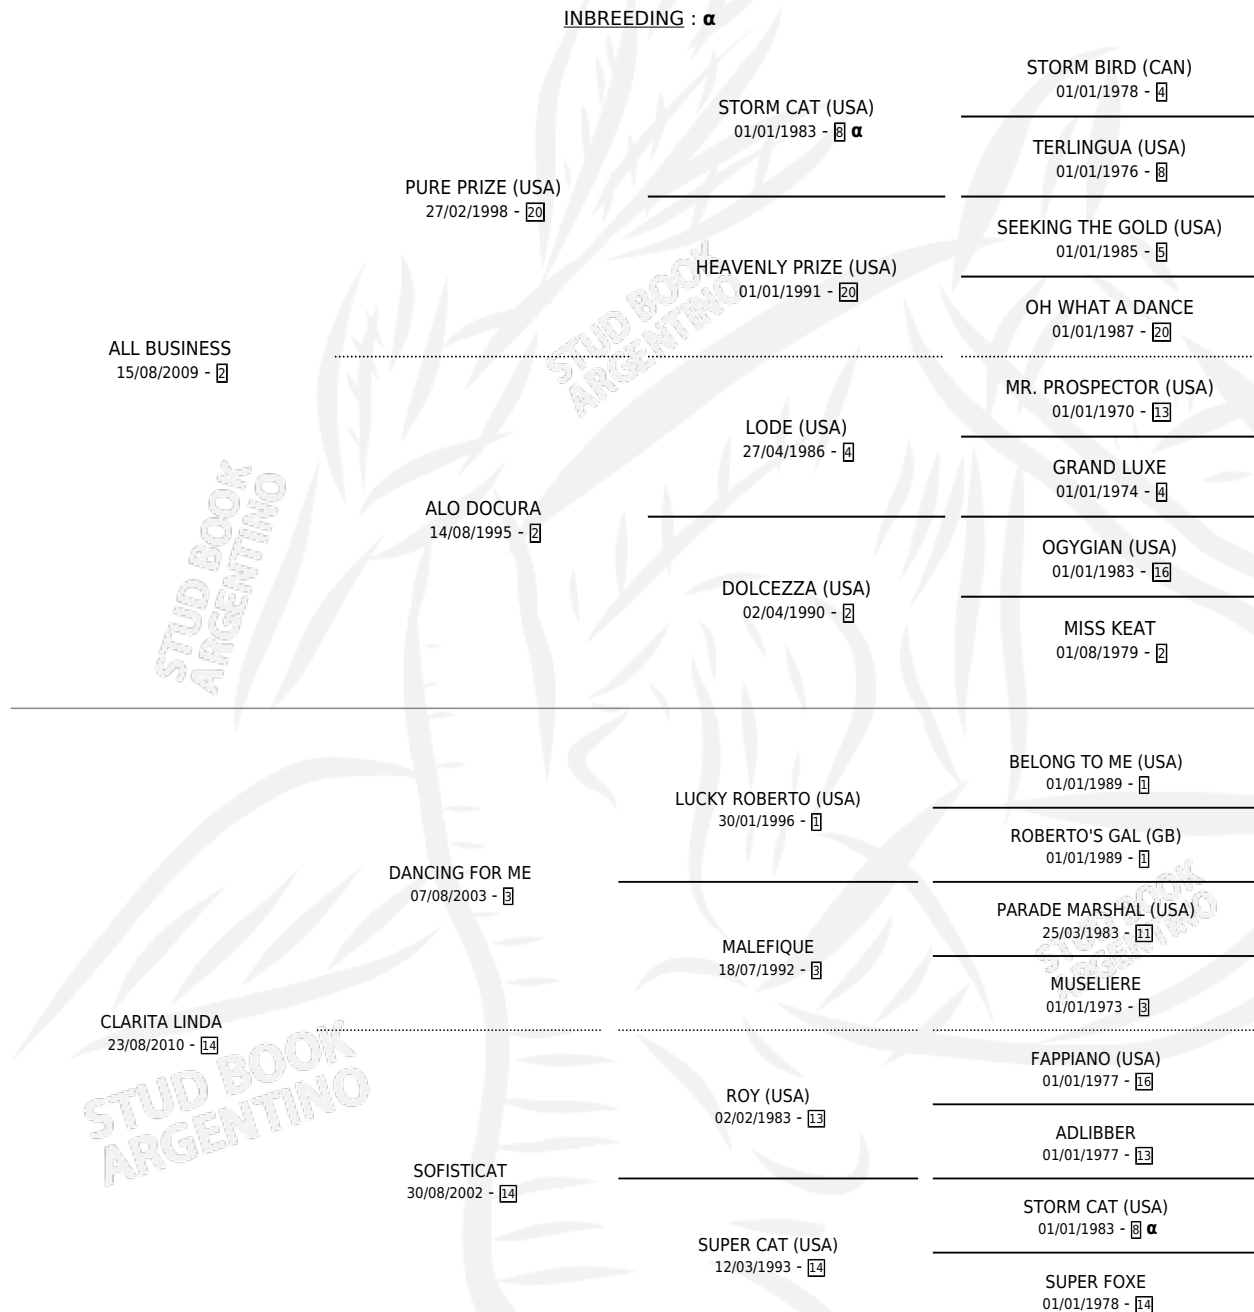 INBREEDING : α
STORM BIRD (CAN)
01/01/1978 - 4
STORM CAT (USA)
01/01/1983 - 8 α
TERLINGUA (USA)
01/01/1976 - 8
PURE PRIZE (USA)
27/02/1998 - 20
SEEKING THE GOLD (USA)
01/01/1985 - 5
HEAVENLY PRIZE (USA)
01/01/1991 - 20
OH WHAT A DANCE
01/01/1987 - 20
ALL BUSINESS
15/08/2009 - 2
MR. PROSPECTOR (USA)
01/01/1970 - 13
LODE (USA)
27/04/1986 - 4
GRAND LUXE
01/01/1974 - 4
ALO DOCURA
14/08/1995 - 2
OGYGIAN (USA)
01/01/1983 - 16
DOLCEZZA (USA)
02/04/1990 - 2
MISS KEAT
01/08/1979 - 2
BELONG TO ME (USA)
01/01/1989 - 1
LUCKY ROBERTO (USA)
30/01/1996 - 1
ROBERTO'S GAL (GB)
01/01/1989 - 1
DANCING FOR ME
07/08/2003 - 3
PARADE MARSHAL (USA)
25/03/1983 - 11
MALEFIQUE
18/07/1992 - 3
MUSELIERE
01/01/1973 - 3
CLARITA LINDA
23/08/2010 - 14
FAPPIANO (USA)
01/01/1977 - 16
ROY (USA)
02/02/1983 - 13
ADLIBBER
01/01/1977 - 13
SOFISTICAT
30/08/2002 - 14
STORM CAT (USA)
01/01/1983 - 8 α
SUPER CAT (USA)
12/03/1993 - 14
SUPER FOXE
01/01/1978 - 14
STUD BOOK
ARGENTINO
STUD BOOK
ARGENTINO
STUD BOOK
ARGENTINO
STUD BOOK
ARGENTINO